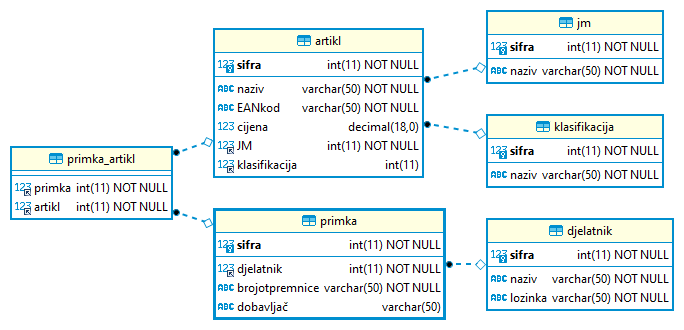 artikl
123 sifra int(11) NOT NULL
ABC naziv varchar(50) NOT NULL
ABC EANkod varchar(50) NOT NULL
123 cijena decimal(18,0)
123 JM int(11) NOT NULL
123 klasifikacija int(11)
jm
123 sifra int(11) NOT NULL
ABC naziv varchar(50) NOT NULL
klasifikacija
123 sifra int(11) NOT NULL
ABC naziv varchar(50) NOT NULL
primka_artikl
123 primka int(11) NOT NULL
123 artikl int(11) NOT NULL
primka
123 sifra int(11) NOT NULL
123 djelatnik int(11) NOT NULL
ABC brojotpremnice varchar(50) NOT NULL
ABC dobavljač varchar(50)
djelatnik
123 sifra int(11) NOT NULL
ABC naziv varchar(50) NOT NULL
ABC lozinka varchar(50) NOT NULL